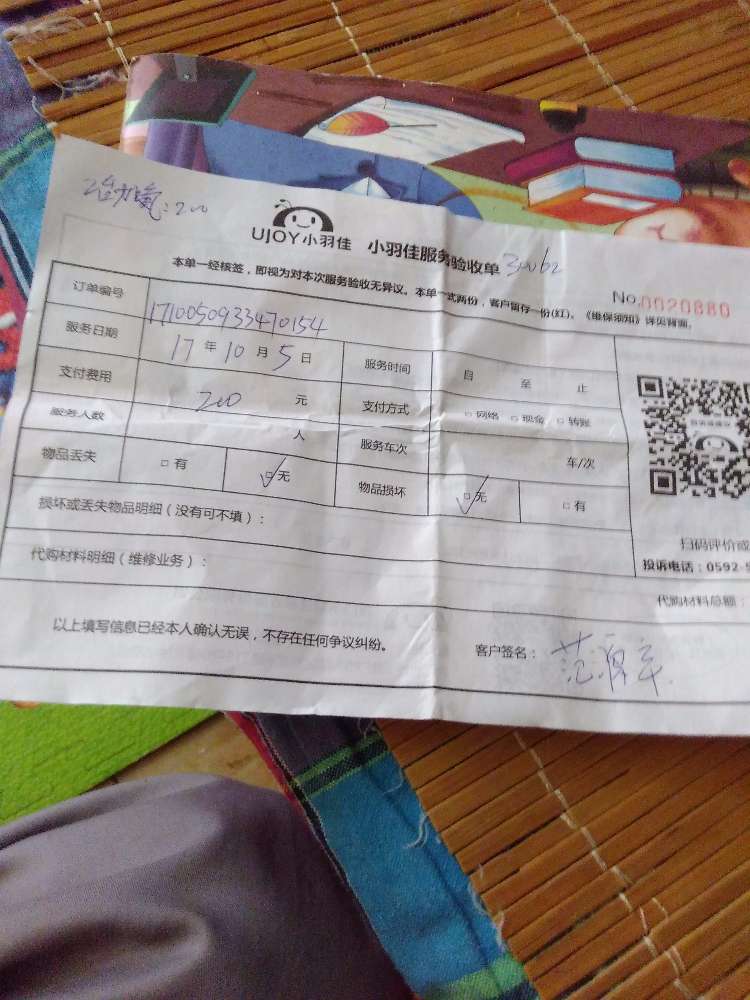 加氧:200
UJOY小羽佳 小羽佳服务验收单
No.0020880
本单一经核签，即视为对本次服务验收无异议。本单一式两份，客户留存一份(红)。《维保须知》详见背面。
订单编号 1710050933470154
服务日期 17年10月5日 服务时间 自 至 止
支付费用 200 元 支付方式 □网络 □现金 □转账
服务人数 人 服务车次 车/次
物品丢失 □有 ☑无 物品损坏 ☑无 □有
损坏或丢失物品明细（没有可不填）：
扫码评价或
代购材料明细（维修业务）：
投诉电话：0592-5
代购材料总额：
以上填写信息已经本人确认无误，不存在任何争议纠纷。 客户签名：